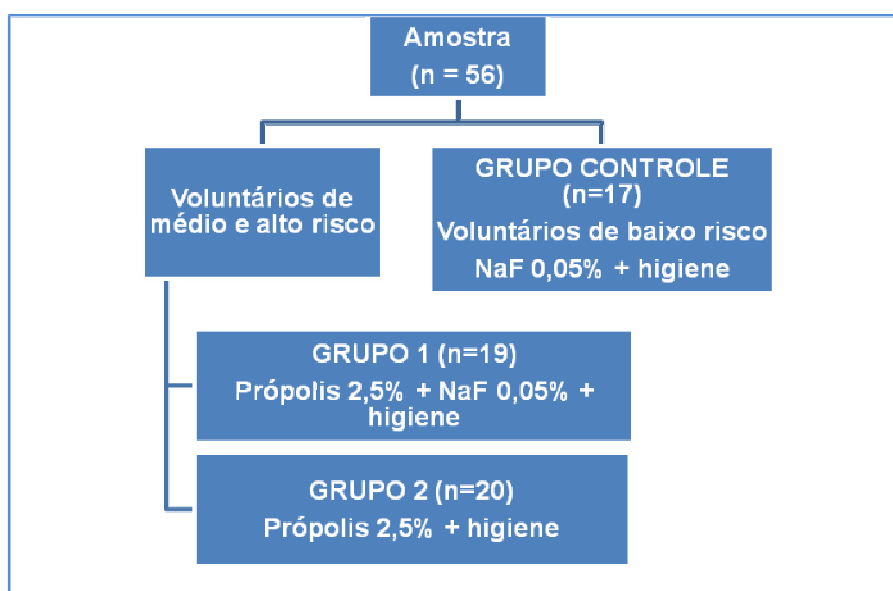 Amostra
(n = 56)
Voluntários de
médio e alto risco
GRUPO CONTROLE
(n=17)
Voluntários de baixo risco
NaF 0,05% + higiene
GRUPO 1 (n=19)
Própolis 2,5% + NaF 0,05% +
higiene
GRUPO 2 (n=20)
Própolis 2,5% + higiene